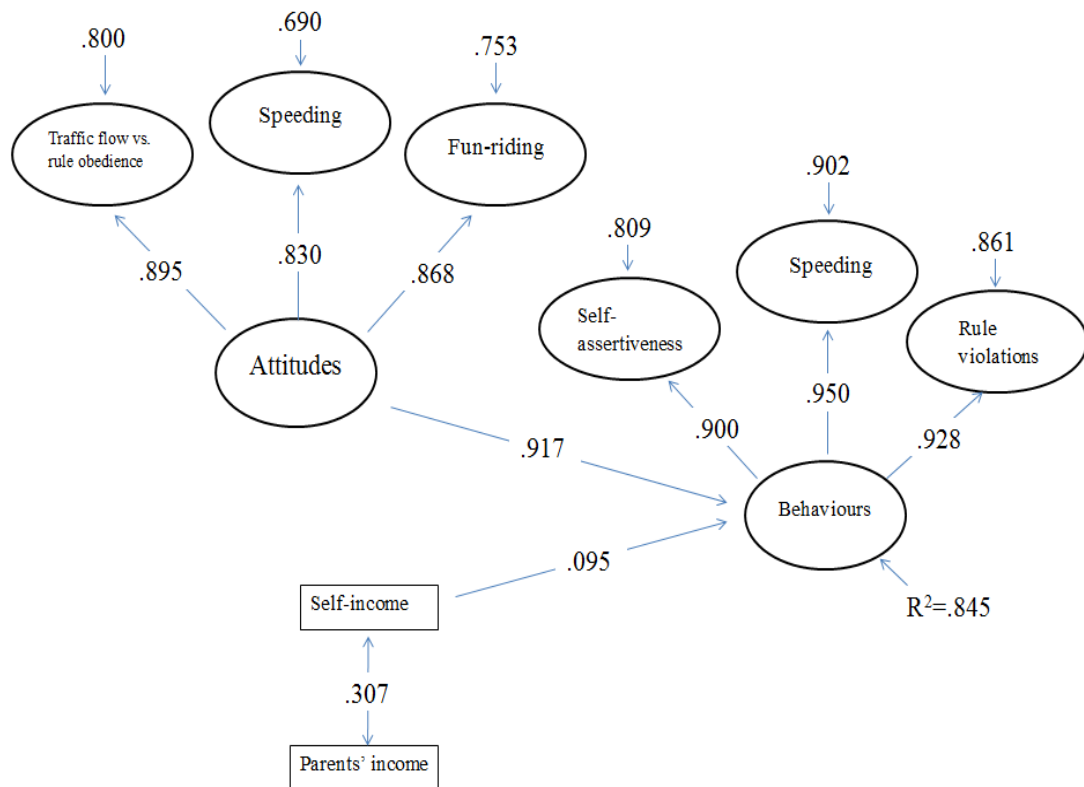 .690
.800
.753
Speeding
Traffic flow vs.
rule obedience
Fun-riding
.902
.809
.861
.895
.830
.868
Speeding
Self-
assertiveness
Rule
violations
Attitudes
.950
.900
.928
.917
Behaviours
.095
Self-income
R²=.845
.307
Parents’ income